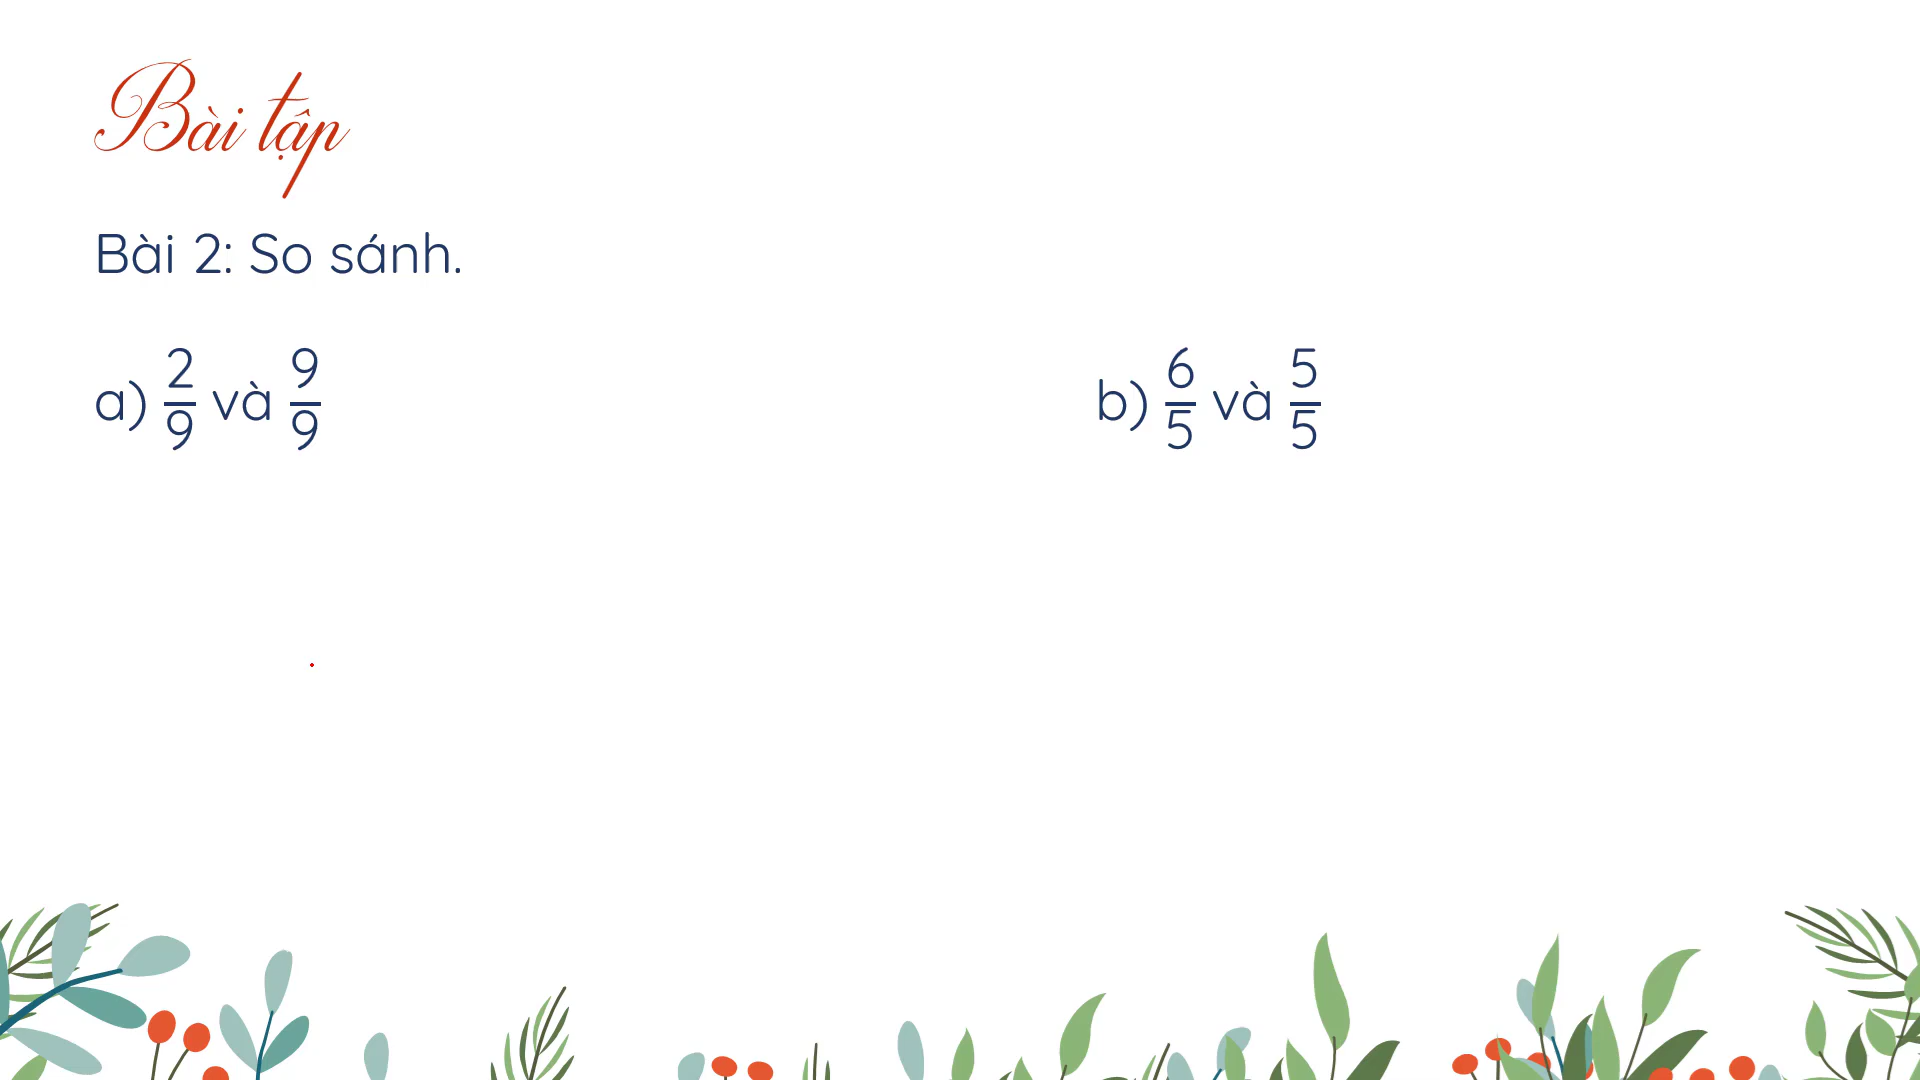 Bài tập
Bài 2: So sánh.
a) 2/9 và 9/9
b) 6/5 và 5/5